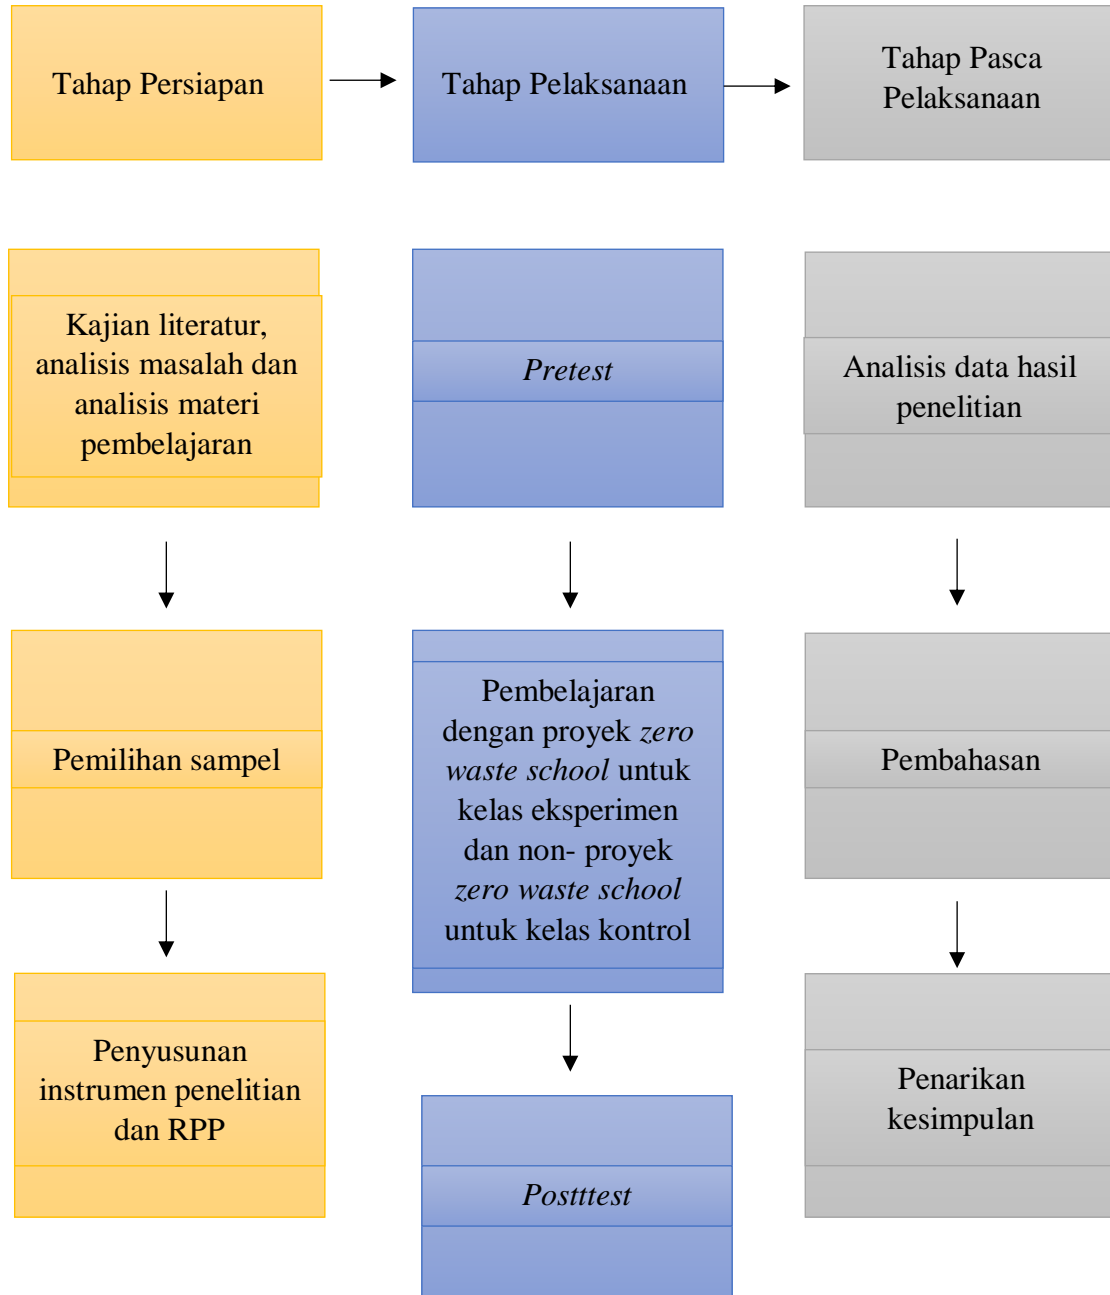 Tahap Persiapan
Tahap Pelaksanaan
Tahap Pasca
Pelaksanaan
Kajian literatur,
analisis masalah dan
analisis materi
pembelajaran
Pretest
Analisis data hasil
penelitian
Pemilihan sampel
Pembelajaran
dengan proyek zero
waste school untuk
kelas eksperimen
dan non- proyek
zero waste school
untuk kelas kontrol
Pembahasan
Penyusunan
instrumen penelitian
dan RPP
Postttest
Penarikan
kesimpulan